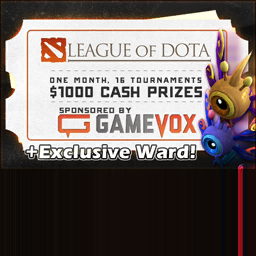 LEAGUE OF DOTA
ONE MONTH, 16 TOURNAMENTS
$1000 CASH PRIZES
SPONSORED BY
GAMEVOX
+Exclusive Ward!